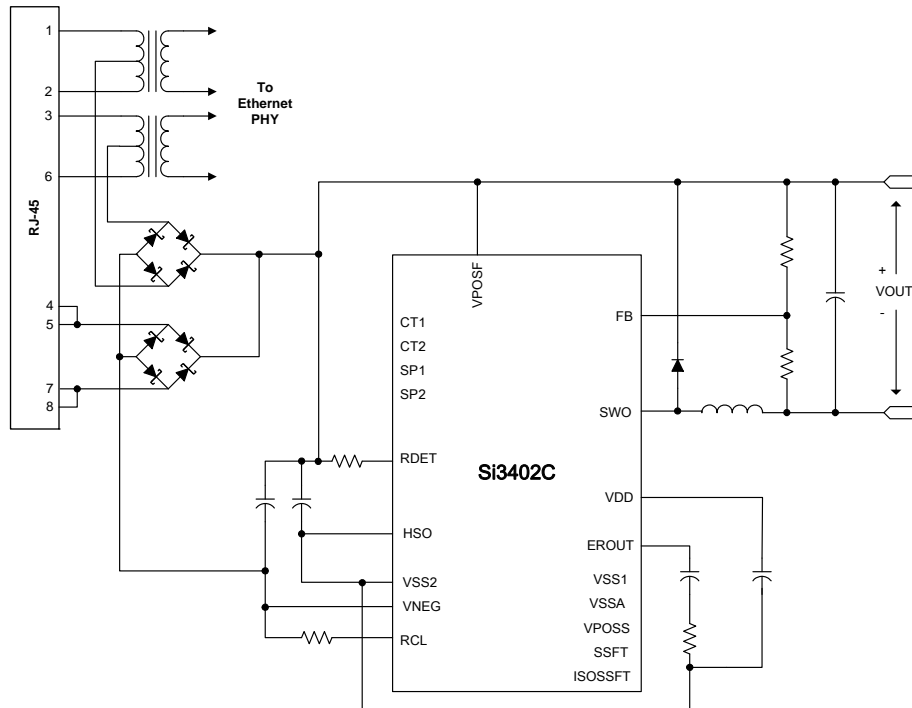 1
2
3
6
RJ-45
4
5
7
8
To
Ethernet
PHY
VPOSF
CT1
CT2
SP1
SP2
RDET
HSO
VSS2
VNEG
RCL
Si3402C
FB
SWO
VDD
EROUT
VSS1
VSSA
VPOSS
SSFT
ISOSSFT
+
VOUT
-